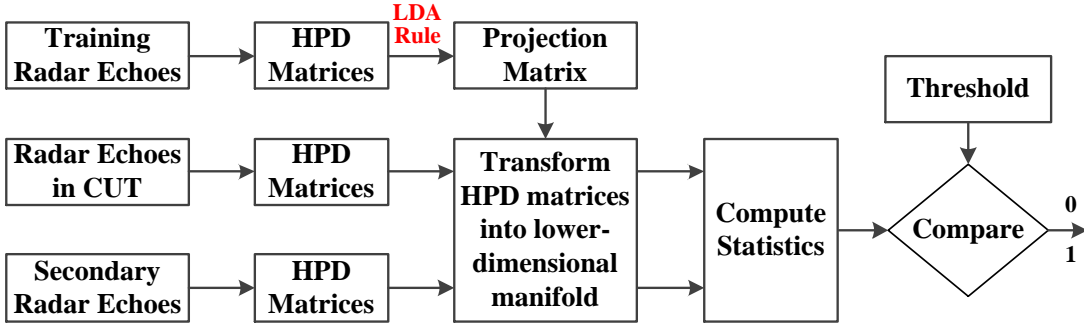 Training
Radar Echoes
HPD
Matrices
LDA
Rule
Projection
Matrix
Threshold
Radar Echoes
in CUT
HPD
Matrices
Transform
HPD matrices
into lower-
dimensional
manifold
Compute
Statistics
Compare
0
1
Secondary
Radar Echoes
HPD
Matrices